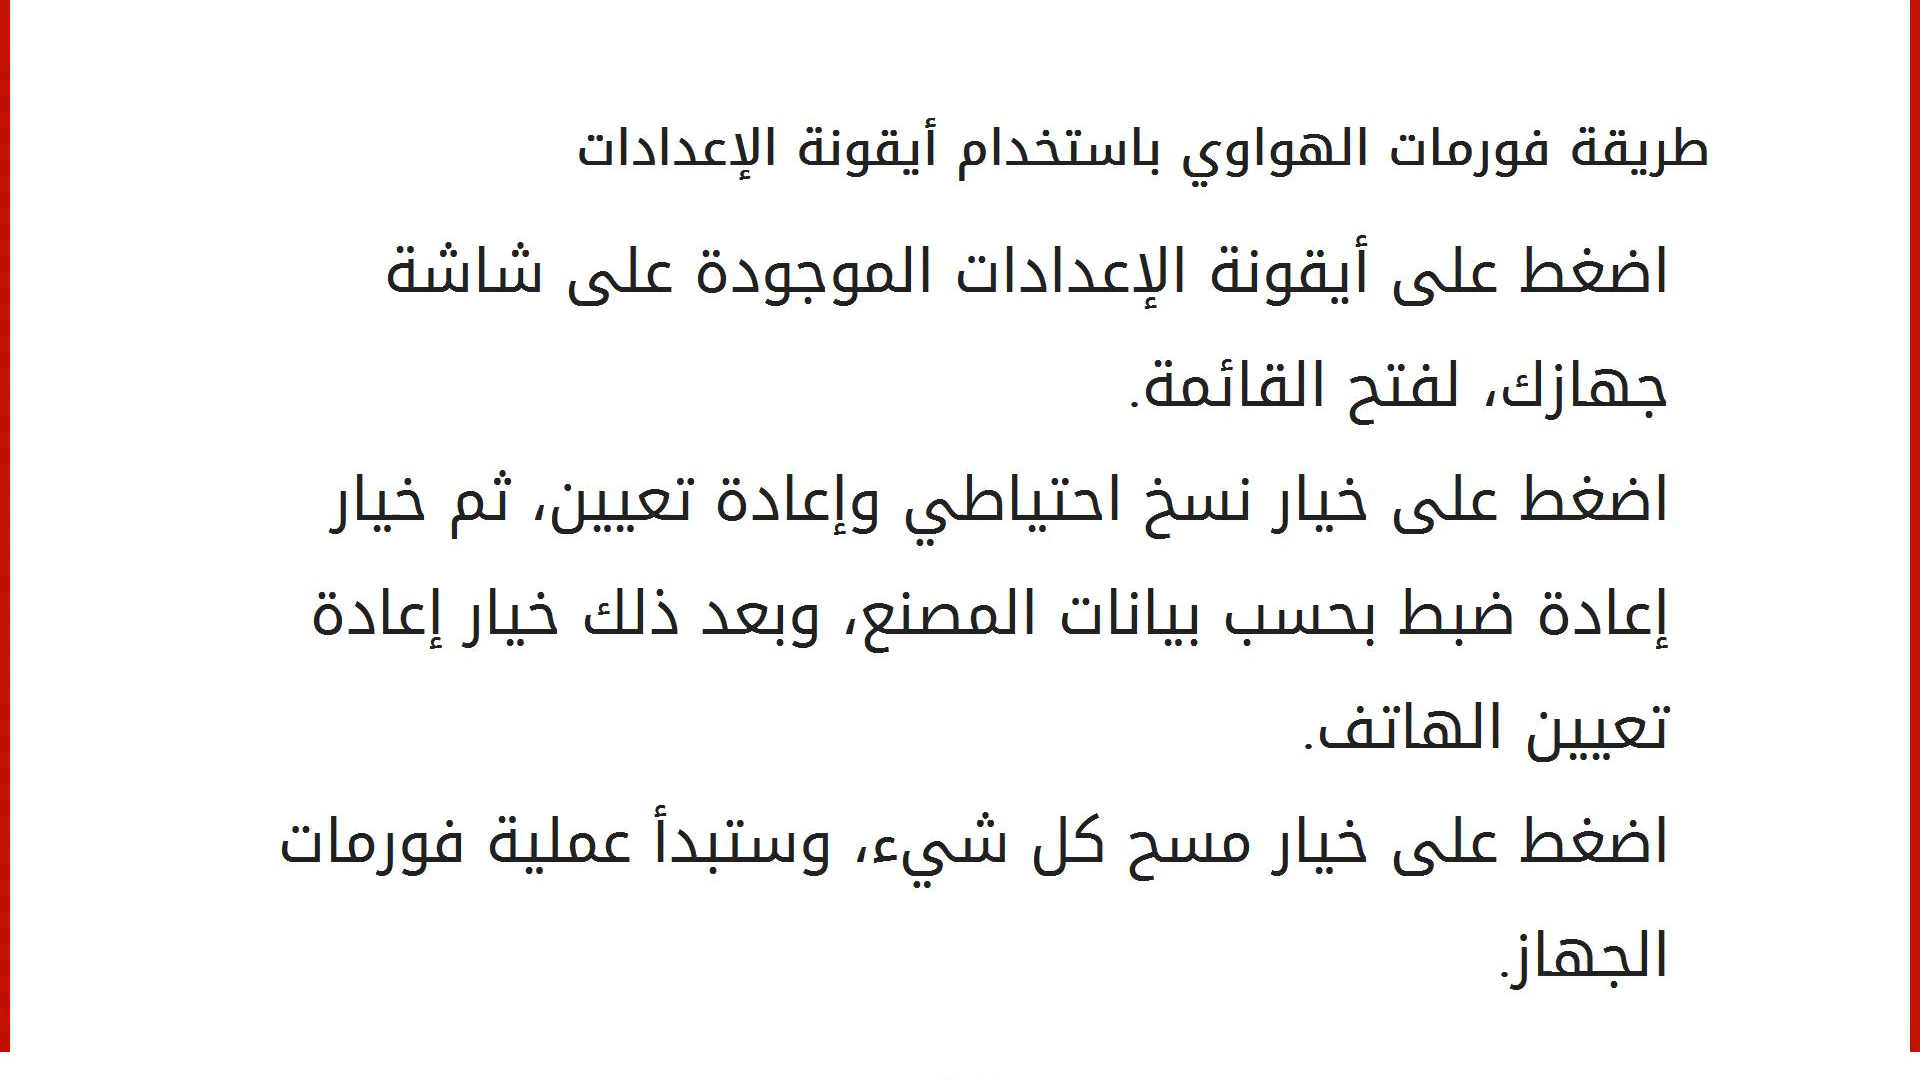 طريقة فورمات الهواوي باستخدام أيقونة الإعدادات
اضغط على أيقونة الإعدادات الموجودة على شاشة
جهازك، لفتح القائمة.
اضغط على خيار نسخ احتياطي وإعادة تعيين، ثم خيار
إعادة ضبط بحسب بيانات المصنع، وبعد ذلك خيار إعادة
تعيين الهاتف.
اضغط على خيار مسح كل شيء، وستبدأ عملية فورمات
الجهاز.